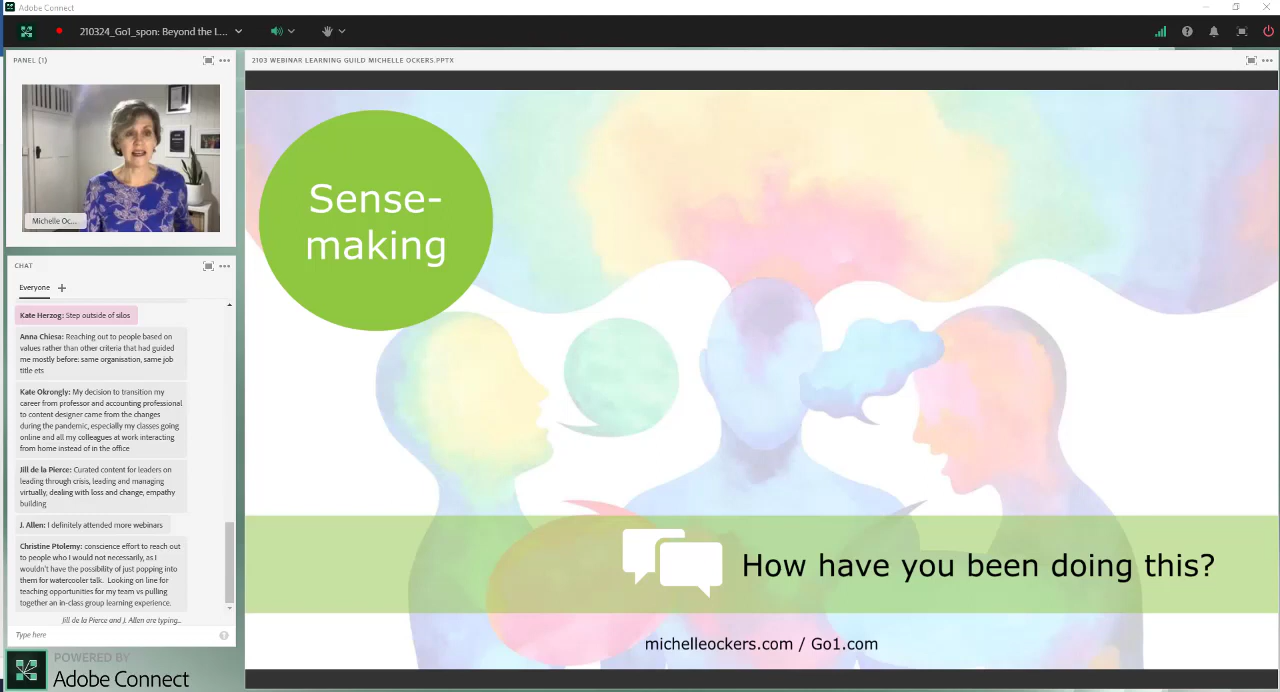 Adobe Connect
210324_Go1_spon: Beyond the L...
PANEL (1)
Michelle Oc...
CHAT
Everyone
Kate Herzog: Step outside of silos
Anna Chiesa: Reaching out to people based on
values rather than other criteria that had guided
me mostly before: same organisation, same job
title ets
Kate Okrongly: My decision to transition my
career from professor and accounting professional
to content designer came from the changes
during the pandemic, especially my classes going
online and all my colleagues at work interacting
from home instead of in the office
Jill de la Pierce: Curated content for leaders on
leading through crisis, leading and managing
virtually, dealing with loss and change, empathy
building
J. Allen: I definitely attended more webinars
Christine Ptolemy: conscience effort to reach out
to people who I would not necessarily, as I
wouldn't have the possibility of just popping into
them for watercooler talk. Looking on line for
teaching opportunities for my team vs pulling
together an in-class group learning experience.
Jill de la Pierce and J. Allen are typing...
Type here
POWERED BY
Adobe Connect
2103 WEBINAR LEARNING GUILD MICHELLE OCKERS.PPTX
Sense-
making
How have you been doing this?
michelleockers.com / Go1.com